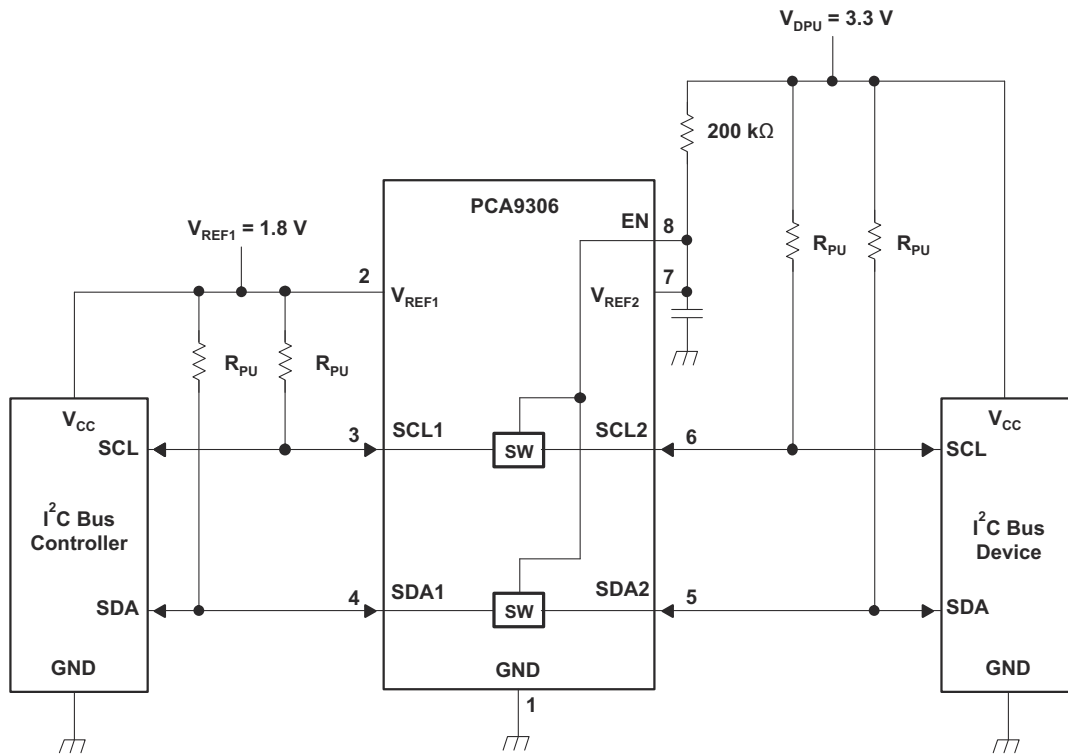 V_DPU = 3.3 V
200 kΩ
PCA9306
EN
8
V_REF1 = 1.8 V
R_PU
R_PU
7
2
V_REF1
V_REF2
R_PU
R_PU
V_CC
V_CC
SCL
3
SCL1
SW
SCL2
6
SCL
I²C Bus
Controller
I²C Bus
Device
SDA
4
SDA1
SW
SDA2
5
SDA
GND
GND
GND
1